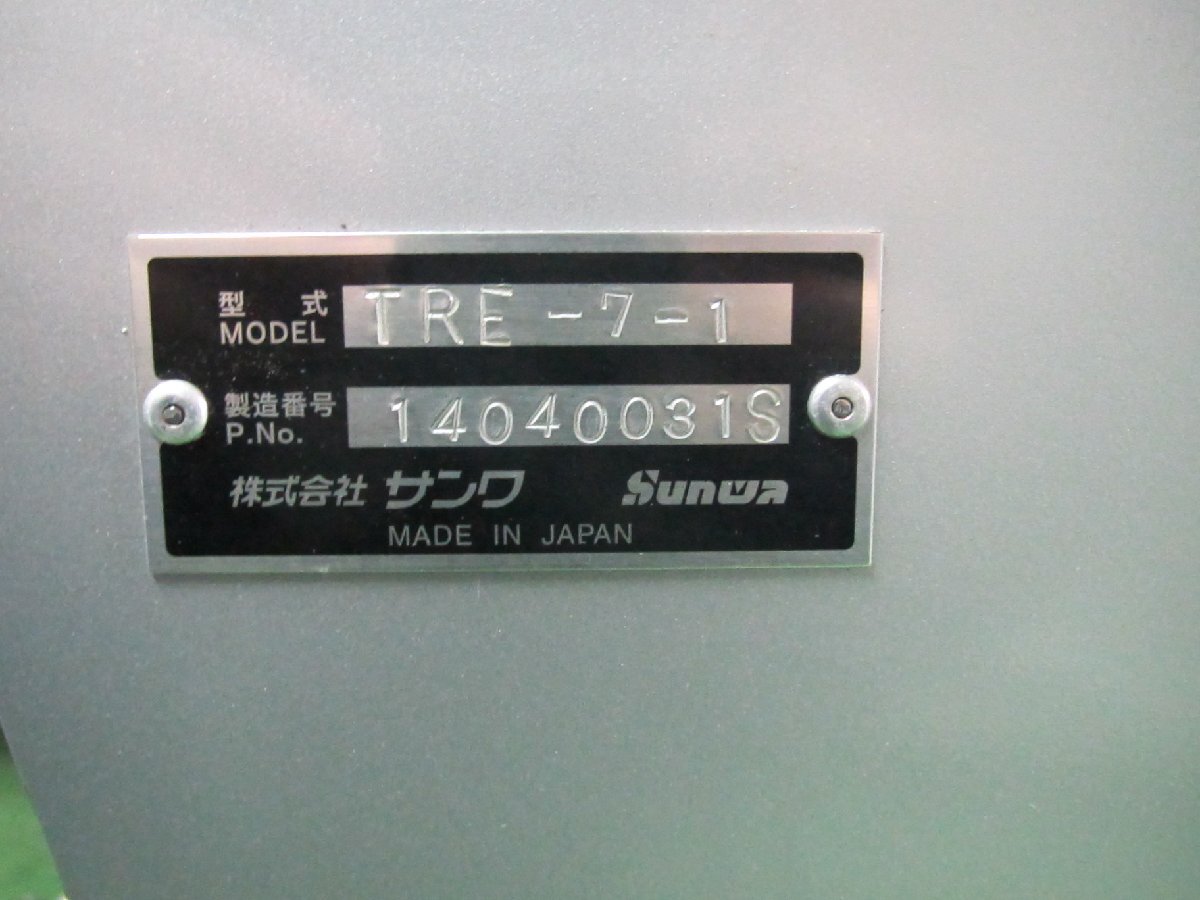 型式 TRE-7-1
MODEL
製造番号 14040031S
P.No.
株式会社 サンワ Sunwa
MADE IN JAPAN